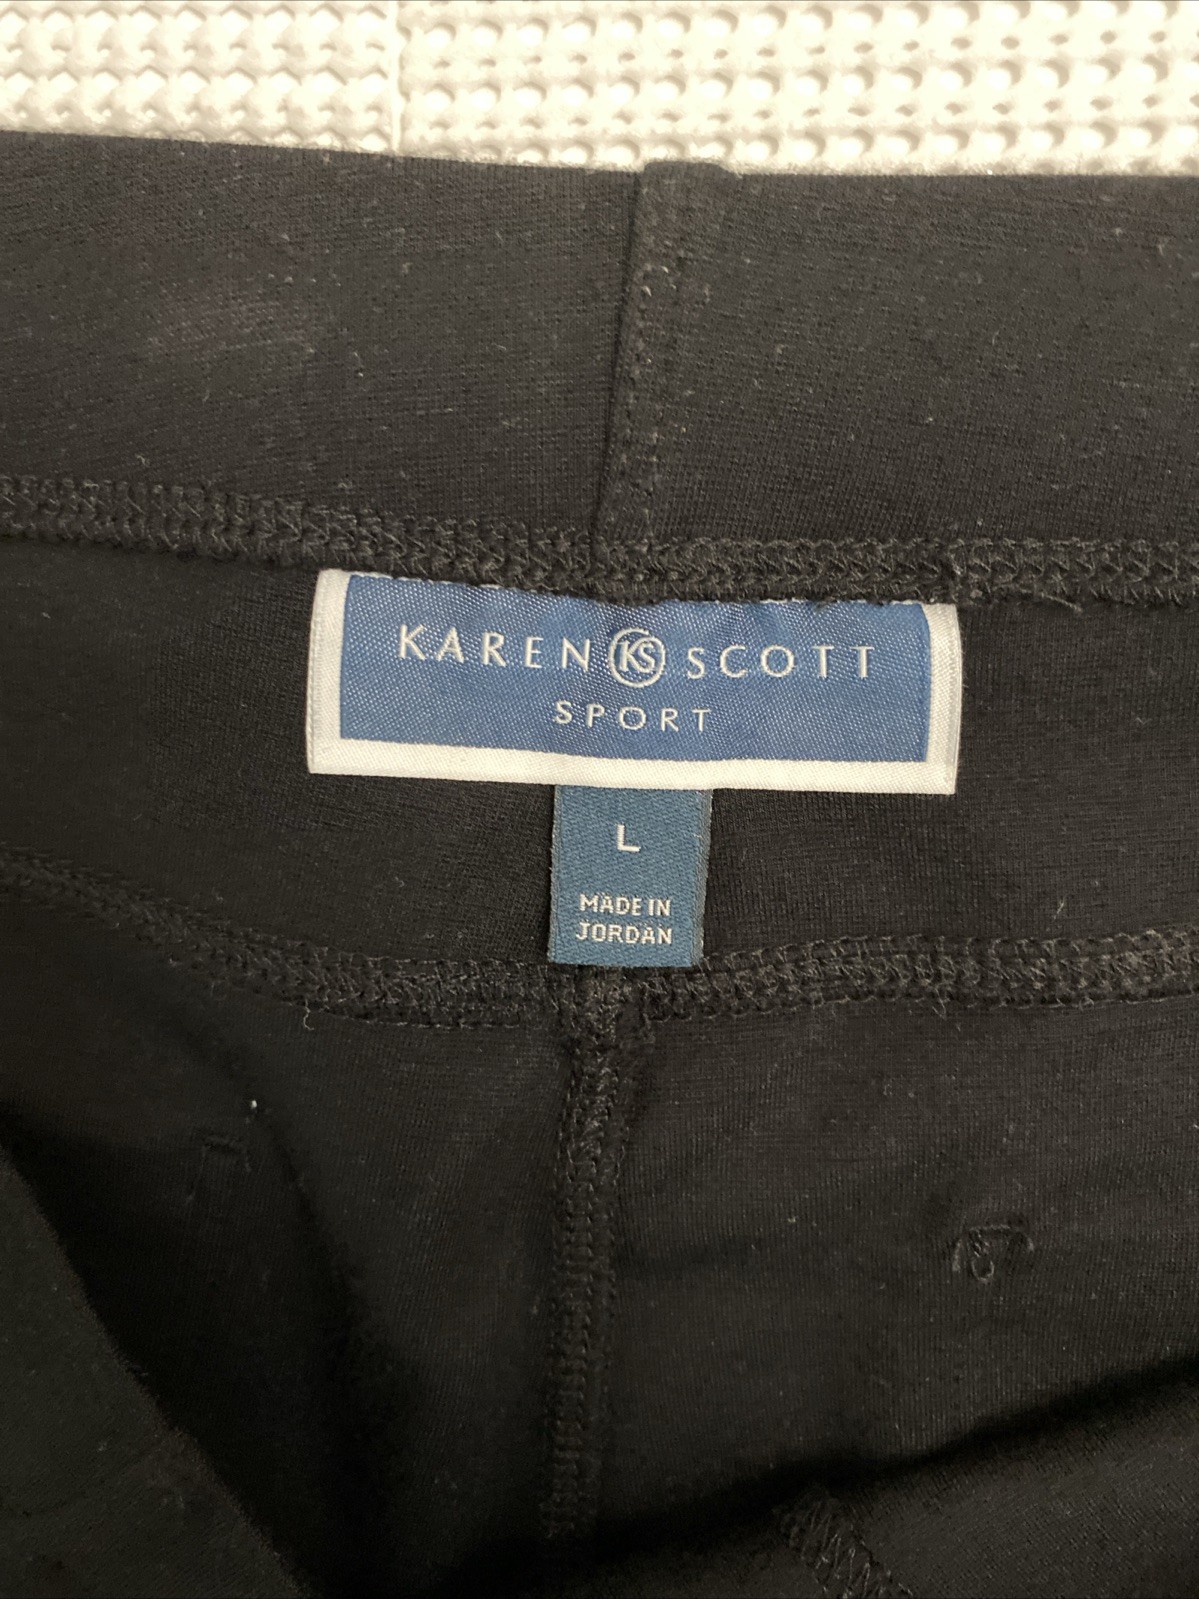 KAREN KS SCOTT
SPORT
L
MADE IN
JORDAN